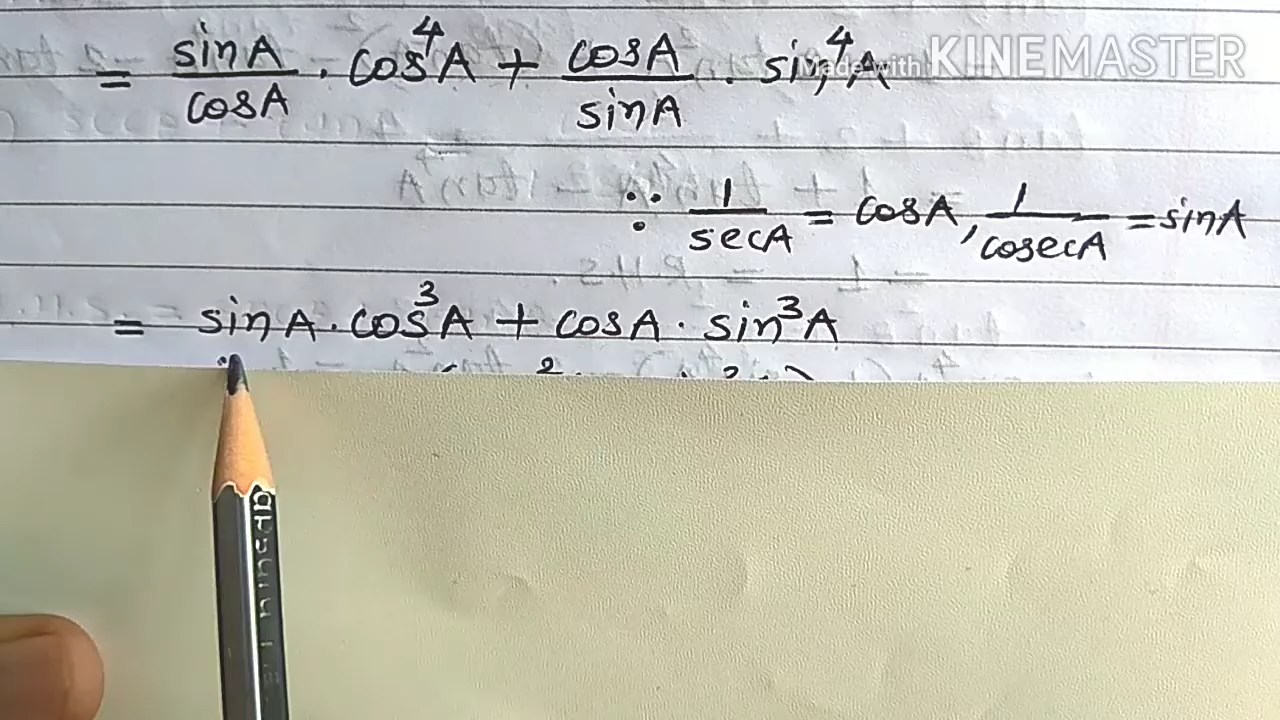 = sinA/cosA · cos⁴A + cosA/sinA · sin⁴A
Made with KINEMASTER
∵ 1/secA = cosA, 1/cosecA = sinA
= sinA · cos³A + cosA · sin³A